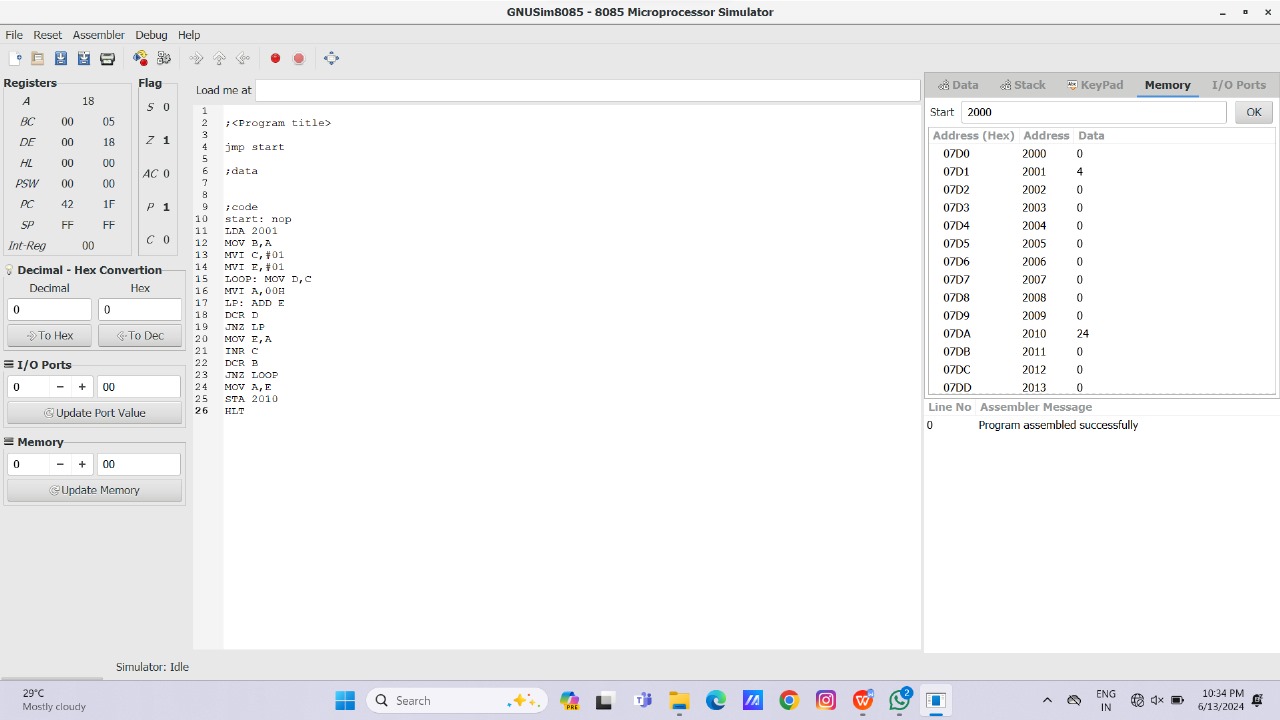 GNUSim8085 - 8085 Microprocessor Simulator
File Reset Assembler Debug Help
Registers
A 18
BC 00 05
DE 00 18
HL 00 00
PSW 00 00
PC 42 1F
SP FF FF
Int-Reg 00
Flag
S 0
Z 1
AC 0
P 1
C 0
Decimal - Hex Convertion
Decimal Hex
0 0
To Hex To Dec
I/O Ports
0 − + 00
Update Port Value
Memory
0 − + 00
Update Memory
Load me at
1
2 ;<Program title>
3
4 jmp start
5
6 ;data
7
8
9 ;code
10 start: nop
11 LDA 2001
12 MOV B,A
13 MVI C,#01
14 MVI E,#01
15 LOOP: MOV D,C
16 MVI A,00H
17 LP: ADD E
18 DCR D
19 JNZ LP
20 MOV E,A
21 INR C
22 DCR B
23 JNZ LOOP
24 MOV A,E
25 STA 2010
26 HLT
Data Stack KeyPad Memory I/O Ports
Start 2000 OK
Address (Hex) Address Data
07D0 2000 0
07D1 2001 4
07D2 2002 0
07D3 2003 0
07D4 2004 0
07D5 2005 0
07D6 2006 0
07D7 2007 0
07D8 2008 0
07D9 2009 0
07DA 2010 24
07DB 2011 0
07DC 2012 0
07DD 2013 0
Line No Assembler Message
0 Program assembled successfully
Simulator: Idle
29°C
Mostly cloudy
Search
PRE
2
ENG
IN
10:34 PM
6/13/2024